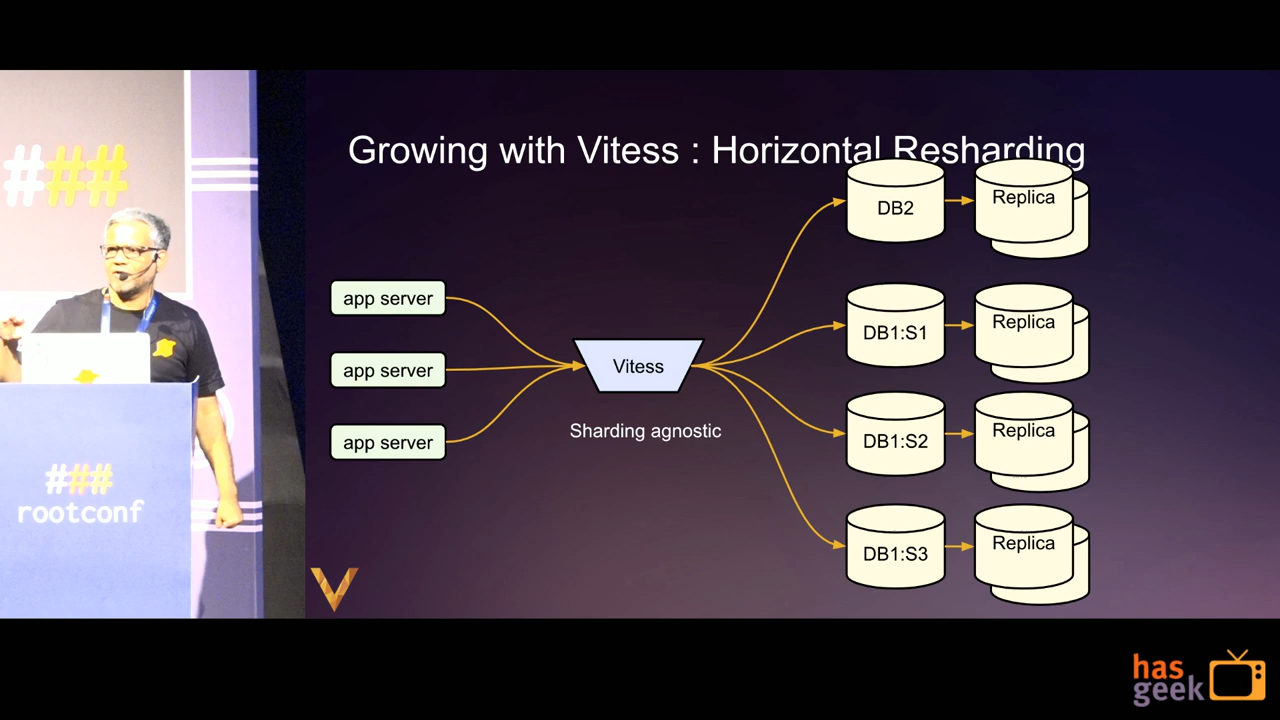 Growing with Vitess : Horizontal Resharding
DB2
Replica
app server
DB1:S1
Replica
app server
Vitess
Sharding agnostic
DB1:S2
Replica
app server
DB1:S3
Replica
###
###
rootconf
has
geek